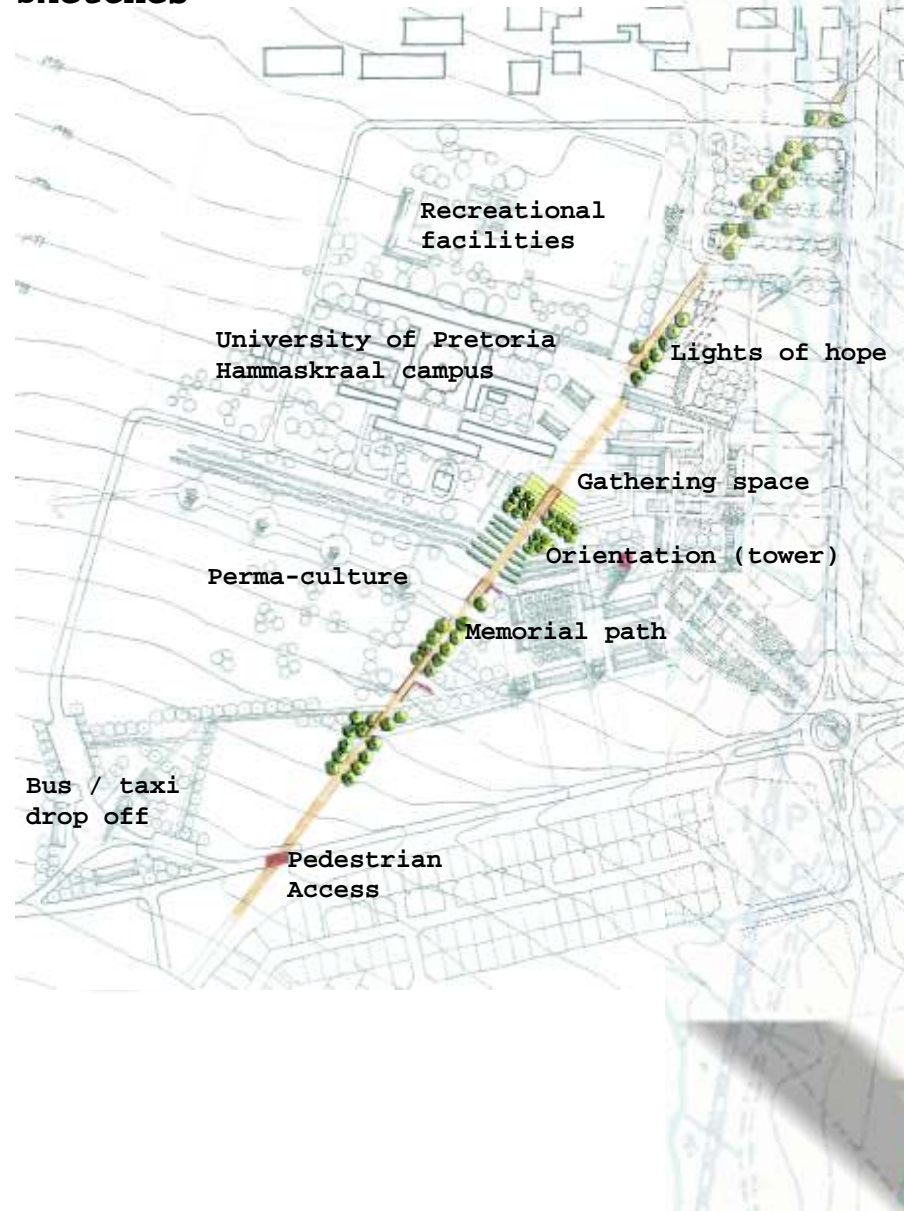 Recreational
facilities
University of Pretoria
Hammaskraal campus
Lights of hope
Gathering space
Orientation (tower)
Perma-culture
Memorial path
Bus / taxi
drop off
Pedestrian
Access